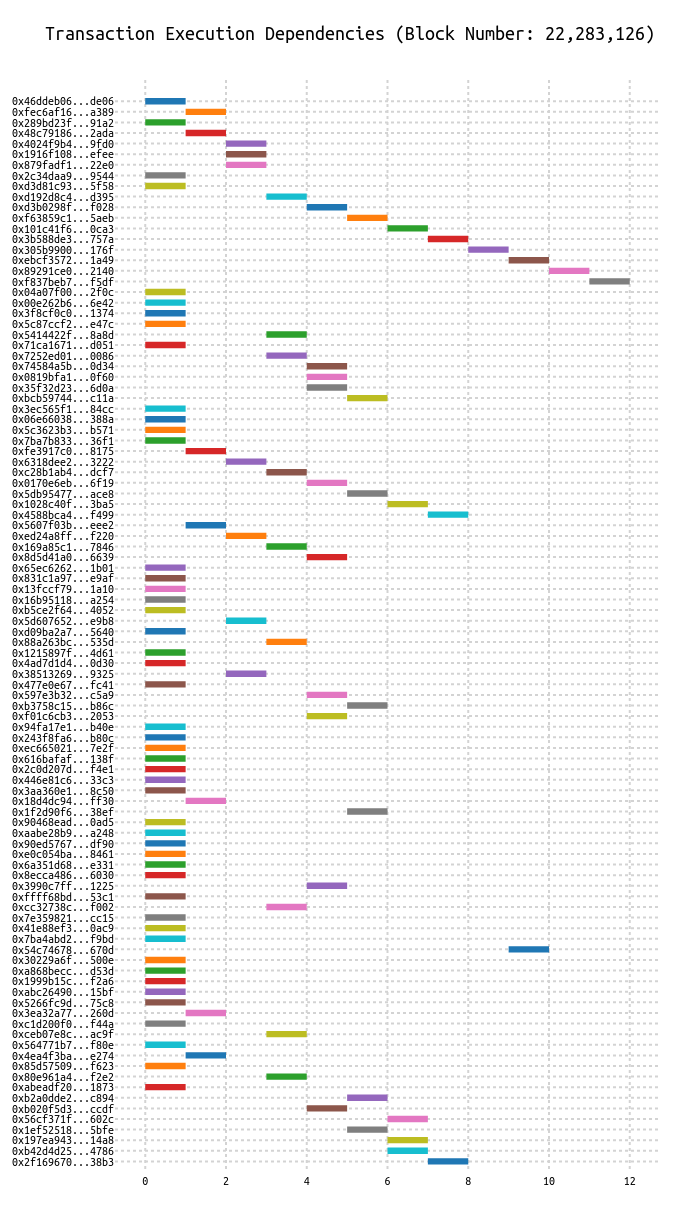 Transaction Execution Dependencies (Block Number: 22,283,126)
0x46ddeb06...de06
0xfec6af16...a389
0x289bd23f...91a2
0x48c79186...2ada
0x4024f9b4...9fd0
0x1916f108...efee
0x879fadf1...22e0
0x2c34daa9...9544
0xd3d81c93...5f58
0xd192d8c4...d395
0xd3b0298f...f028
0xf63859c1...5aeb
0x101c41f6...0ca3
0x3b588de3...757a
0x305b9900...176f
0xebcf3572...1a49
0x89291ce0...2140
0xf837beb7...f5df
0x04a07f00...2f0c
0x00e262b6...6e42
0x3f8cf0c0...1374
0x5c87ccf2...e47c
0x5414422f...8a8d
0x71ca1671...d051
0x7252ed01...0086
0x74584a5b...0d34
0x0819bfa1...0f60
0x35f32d23...6d0a
0xbcb59744...c11a
0x3ec565f1...84cc
0x06e66038...388a
0x5c3623b3...b571
0x7ba7b833...36f1
0xfe3917c0...8175
0x6318dee2...3222
0xc28b1ab4...dcf7
0x0170e6eb...6f19
0x5db95477...ace8
0x1028c40f...3ba5
0x4588bca4...f499
0x5607f03b...eee2
0xed24a8ff...f220
0x169a85c1...7846
0x8d5d41a0...6639
0x65ec6262...1b01
0x831c1a97...e9af
0x13fccf79...1a10
0x16b95118...a254
0xb5ce2f64...4052
0x5d607652...e9b8
0xd09ba2a7...5640
0x88a263bc...535d
0x1215897f...4d61
0x4ad7d1d4...0d30
0x38513269...9325
0x477e0e67...fc41
0x597e3b32...c5a9
0xb3758c15...b86c
0xf01c6cb3...2053
0x94fa17e1...b40e
0x243f8fa6...b80c
0xec665021...7e2f
0x616bafaf...138f
0x2c0d207d...f4e1
0x446e81c6...33c3
0x3aa360e1...8c50
0x18d4dc94...ff30
0x1f2d90f6...38ef
0x90468ead...0ad5
0xaabe28b9...a248
0x90ed5767...df90
0xe0c054ba...8461
0x6a351d68...e331
0x8ecca486...6030
0x3990c7ff...1225
0xffff68bd...53c1
0xcc32738c...f002
0x7e359821...cc15
0x41e88ef3...0ac9
0x7ba4abd2...f9bd
0x54c74678...670d
0x30229a6f...500e
0xa868becc...d53d
0x1999b15c...f2a6
0xabc26490...15bf
0x5266fc9d...75c8
0x3ea32a77...260d
0xc1d200f0...f44a
0xceb07e8c...ac9f
0x564771b7...f80e
0x4ea4f3ba...e274
0x85d57509...f623
0x80e961a4...f2e2
0xabeadf20...1873
0xb2a0dde2...c894
0xb020f5d3...ccdf
0x56cf371f...602c
0x1ef52518...5bfe
0x197ea943...14a8
0xb42d4d25...4786
0x2f169670...38b3
0 2 4 6 8 10 12